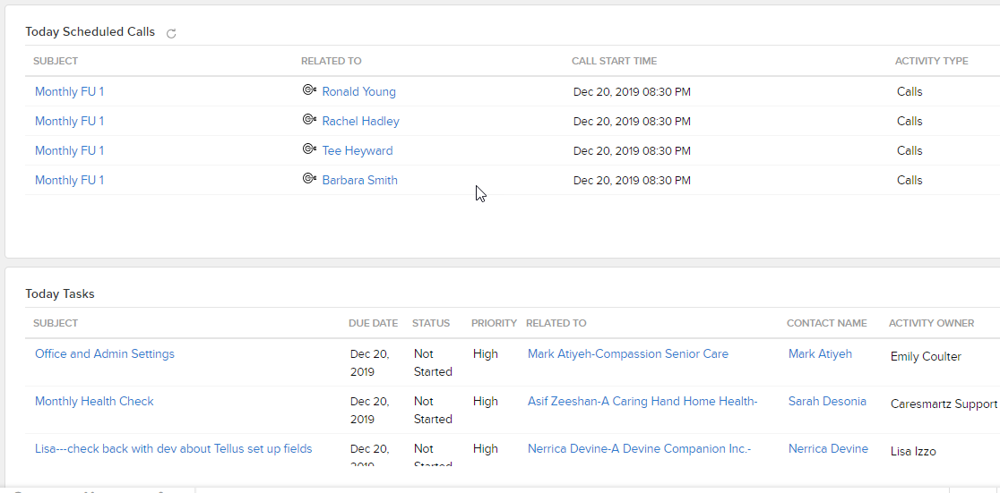 Today Scheduled Calls
SUBJECT RELATED TO CALL START TIME ACTIVITY TYPE
Monthly FU 1 Ronald Young Dec 20, 2019 08:30 PM Calls
Monthly FU 1 Rachel Hadley Dec 20, 2019 08:30 PM Calls
Monthly FU 1 Tee Heyward Dec 20, 2019 08:30 PM Calls
Monthly FU 1 Barbara Smith Dec 20, 2019 08:30 PM Calls
Today Tasks
SUBJECT DUE DATE STATUS PRIORITY RELATED TO CONTACT NAME ACTIVITY OWNER
Office and Admin Settings Dec 20, Not High Mark Atiyeh-Compassion Senior Care Mark Atiyeh Emily Coulter
2019 Started
Monthly Health Check Dec 20, Not High Asif Zeeshan-A Caring Hand Home Health- Sarah Desonia Caresmartz Support
2019 Started
Lisa---check back with dev about Tellus set up fields Dec 20, Not High Nerrica Devine-A Devine Companion Inc.- Nerrica Devine Lisa Izzo
2019 Started